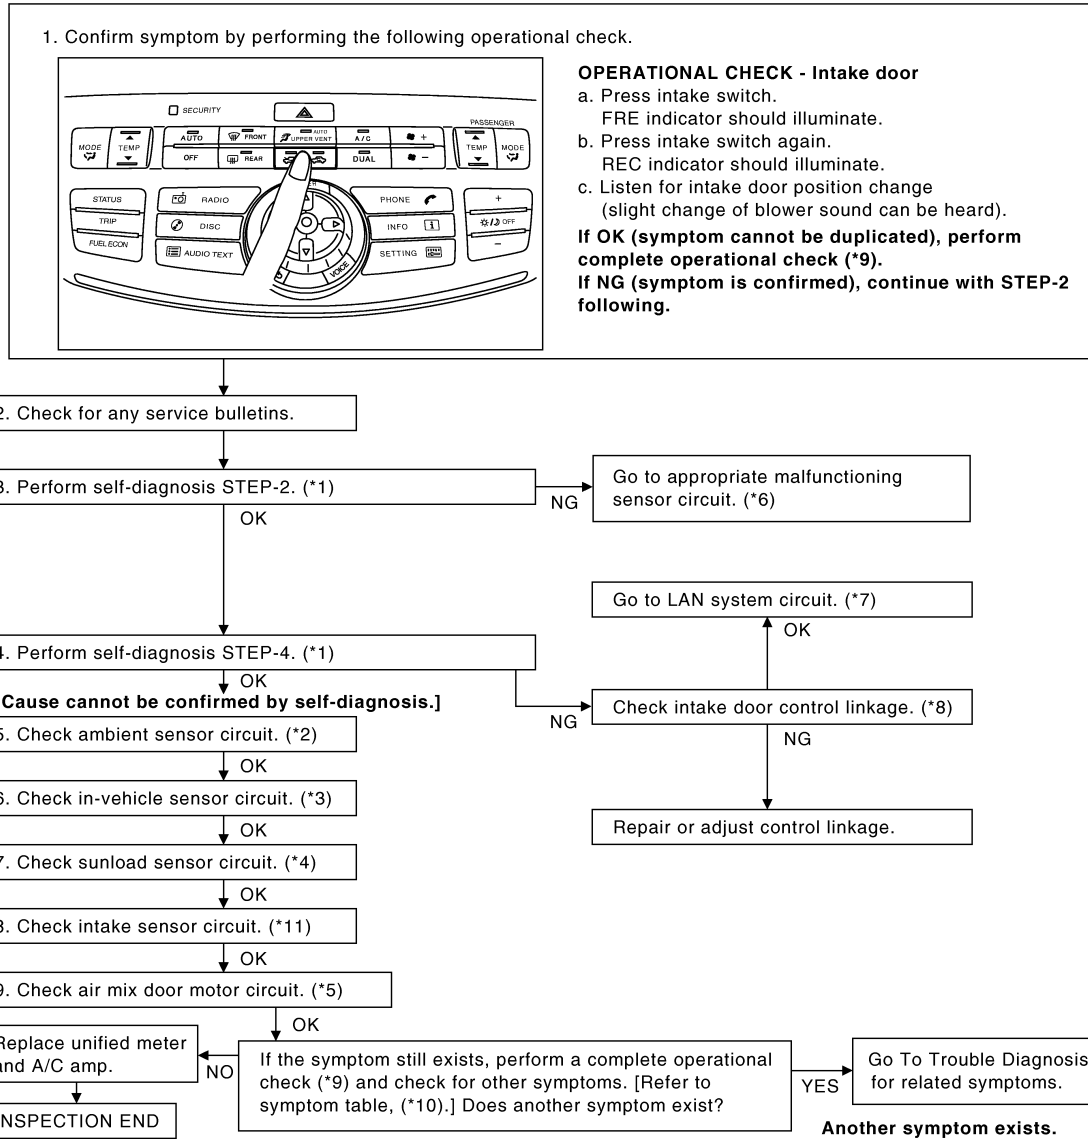 1. Confirm symptom by performing the following operational check.
SECURITY
PASSENGER
MODE
TEMP
AUTO
FRONT
AUTO
UPPER VENT
A/C
+
TEMP
MODE
OFF
REAR
DUAL
−
STATUS
TRIP
FUEL ECON
RADIO
DISC
AUDIO TEXT
VOICE
PHONE
INFO
i
SETTING
+
OFF
−
OPERATIONAL CHECK - Intake door
a. Press intake switch.
FRE indicator should illuminate.
b. Press intake switch again.
REC indicator should illuminate.
c. Listen for intake door position change
(slight change of blower sound can be heard).
If OK (symptom cannot be duplicated), perform
complete operational check (*9).
If NG (symptom is confirmed), continue with STEP-2
following.
2. Check for any service bulletins.
3. Perform self-diagnosis STEP-2. (*1)
NG
Go to appropriate malfunctioning
sensor circuit. (*6)
OK
Go to LAN system circuit. (*7)
OK
4. Perform self-diagnosis STEP-4. (*1)
OK
NG
Check intake door control linkage. (*8)
NG
Repair or adjust control linkage.
Cause cannot be confirmed by self-diagnosis.]
5. Check ambient sensor circuit. (*2)
OK
6. Check in-vehicle sensor circuit. (*3)
OK
7. Check sunload sensor circuit. (*4)
OK
8. Check intake sensor circuit. (*11)
OK
9. Check air mix door motor circuit. (*5)
OK
Replace unified meter
and A/C amp.
NO
If the symptom still exists, perform a complete operational
check (*9) and check for other symptoms. [Refer to
symptom table, (*10).] Does another symptom exist?
YES
Go To Trouble Diagnosis
for related symptoms.
INSPECTION END
Another symptom exists.